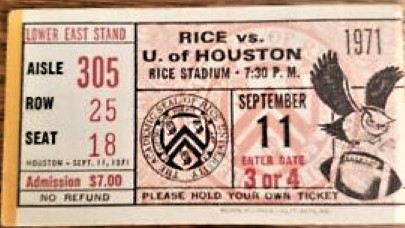 LOWER EAST STAND
AISLE 305
ROW 25
SEAT 18
HOUSTON - SEPT. 11, 1971
Admission $7.00
NO REFUND
RICE vs.
U. of HOUSTON
RICE STADIUM - 7:30 P. M.
1971
SEPTEMBER
11
ENTER GATE
3 or 4
PLEASE HOLD YOUR OWN TICKET